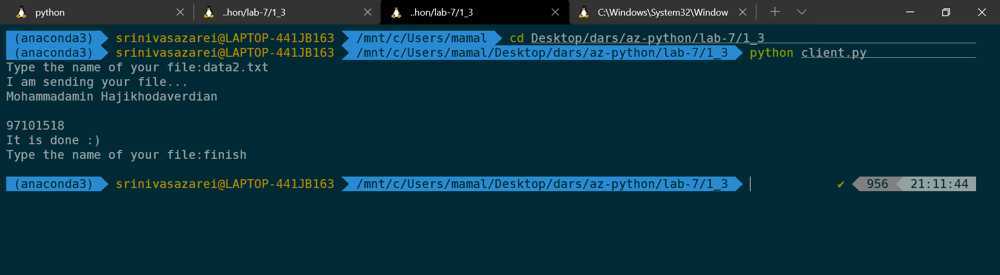 python ..hon/lab-7/1_3 ..hon/lab-7/1_3 C:\Windows\System32\Window
(anaconda3) srinivasazarei@LAPTOP-441JB163 /mnt/c/Users/mamal cd Desktop/dars/az-python/lab-7/1_3
(anaconda3) srinivasazarei@LAPTOP-441JB163 /mnt/c/Users/mamal/Desktop/dars/az-python/lab-7/1_3 python client.py
Type the name of your file:data2.txt
I am sending your file...
Mohammadamin Hajikhodaverdian
97101518
It is done :)
Type the name of your file:finish
(anaconda3) srinivasazarei@LAPTOP-441JB163 /mnt/c/Users/mamal/Desktop/dars/az-python/lab-7/1_3 ✔ 956 21:11:44